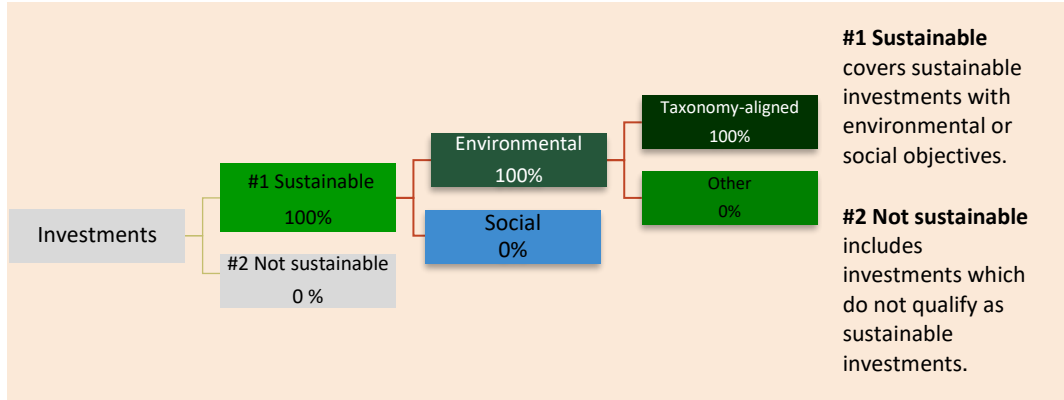 Investments
#1 Sustainable
100%
#2 Not sustainable
0 %
Environmental
100%
Social
0%
Taxonomy-aligned
100%
Other
0%
#1 Sustainable
covers sustainable
investments with
environmental or
social objectives.
#2 Not sustainable
includes
investments which
do not qualify as
sustainable
investments.